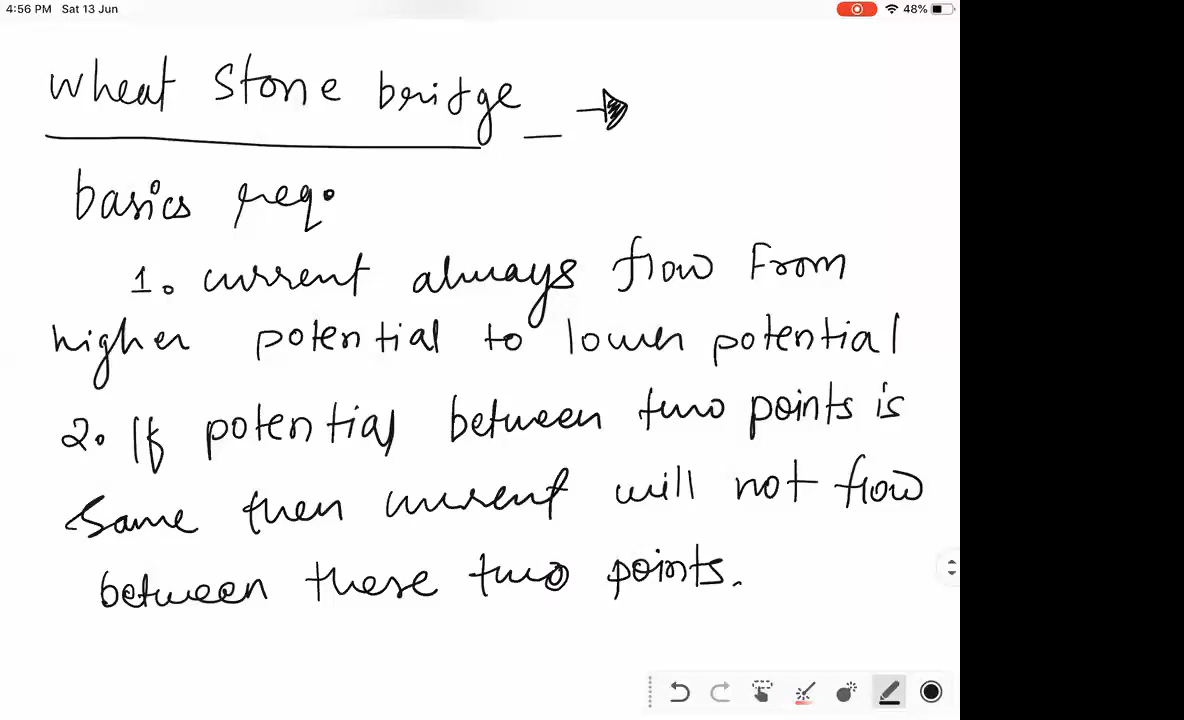 4:56 PM Sat 13 Jun 48%
Wheat Stone bridge
basics req.
1. current always flow From
higher potential to lower potential
2. If potential between two points is
same then current will not flow
between these two points.